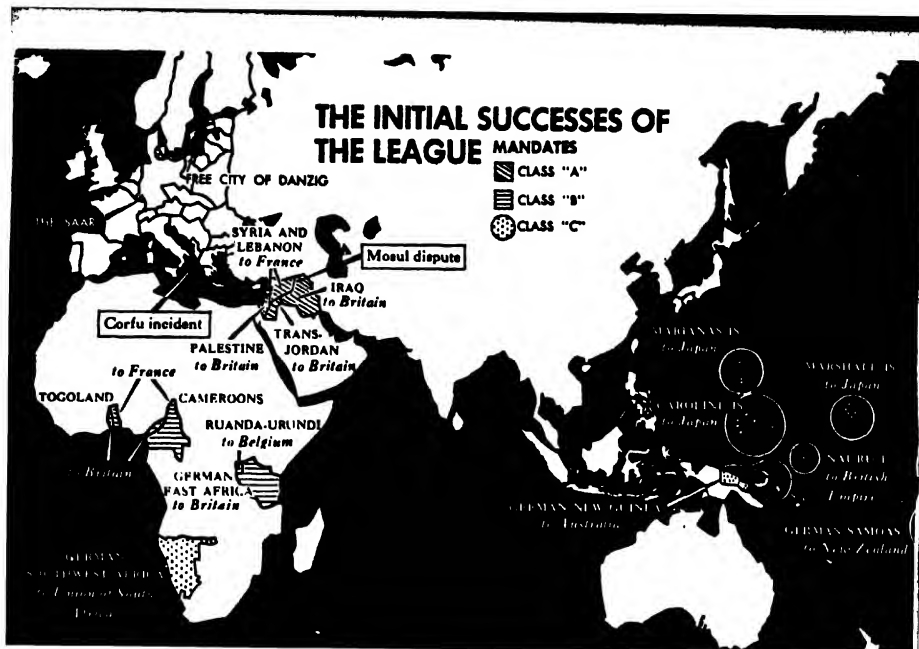 THE INITIAL SUCCESSES OF
THE LEAGUE
MANDATES
CLASS "A"
CLASS "B"
CLASS "C"
FREE CITY OF DANZIG
THE SAAR
SYRIA AND
LEBANON
to France
Mosul dispute
IRAQ
to Britain
Corfu incident
PALESTINE
to Britain
TRANS-
JORDAN
to Britain
to France
TOGOLAND
CAMEROONS
to Britain
RUANDA-URUNDI
to Belgium
GERMAN
EAST AFRICA
to Britain
GERMAN
SOUTHWEST AFRICA
to Union of South
Africa
MARIANAS IS
to Japan
MARSHALL IS
to Japan
CAROLINE IS
to Japan
NAURU I
to British
Empire
GERMAN NEW GUINEA
to Australia
GERMAN SAMOAS
to New Zealand